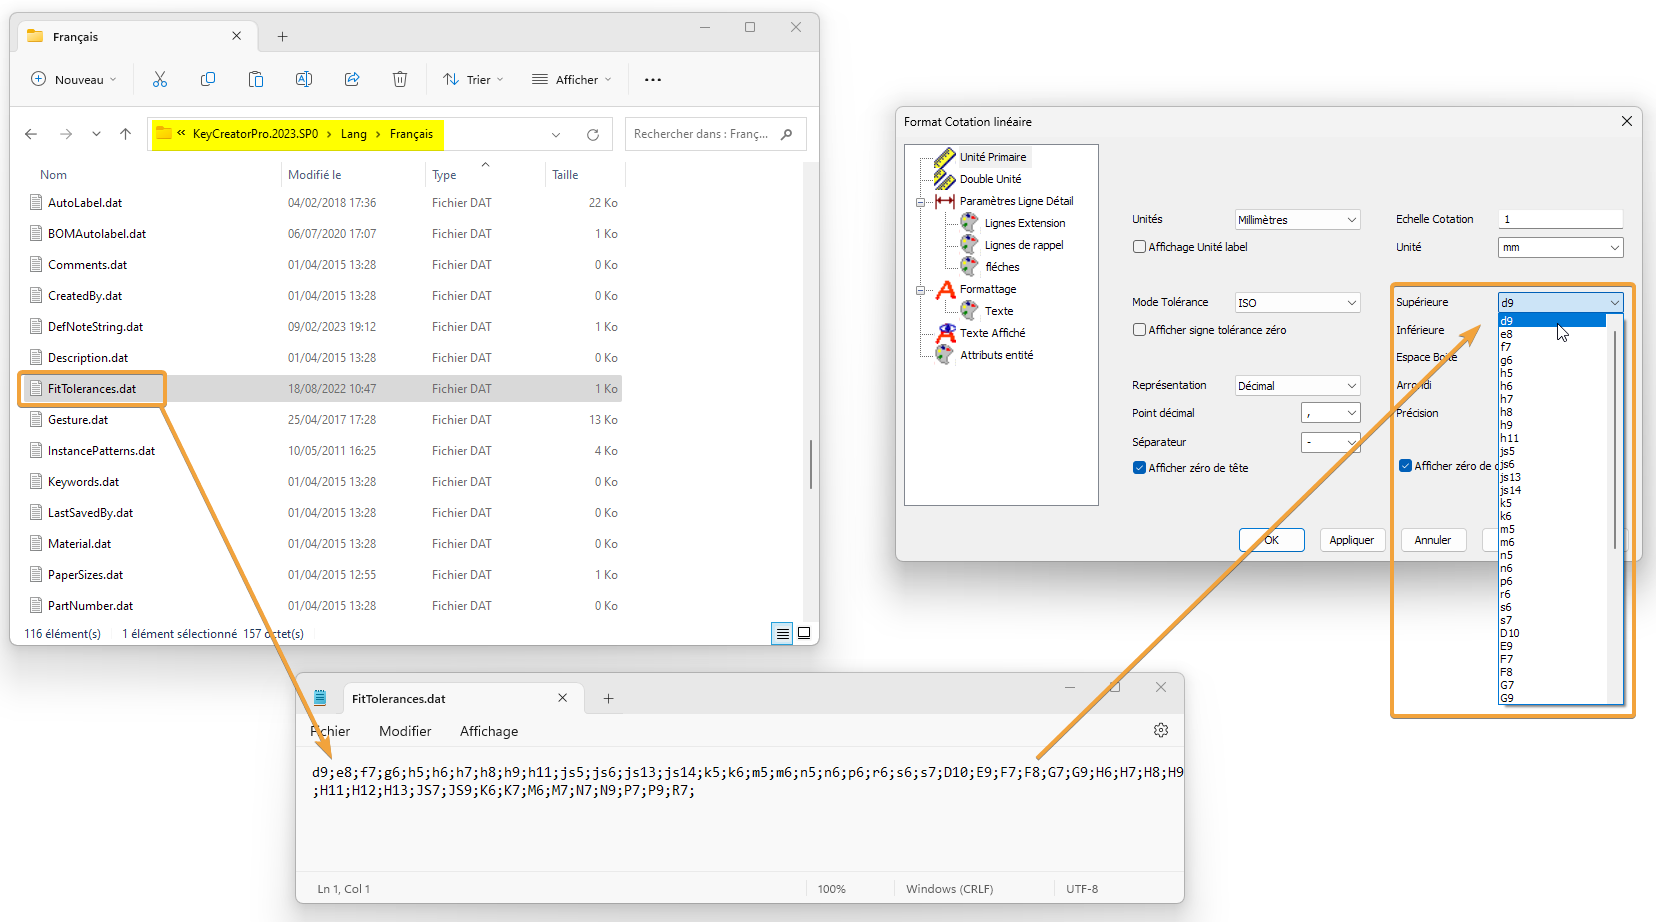 Français
Nouveau
Trier
Afficher
« KeyCreatorPro.2023.SP0 › Lang › Français
Rechercher dans : Franç...
Nom Modifié le Type Taille
AutoLabel.dat 04/02/2018 17:36 Fichier DAT 22 Ko
BOMAutolabel.dat 06/07/2020 17:07 Fichier DAT 1 Ko
Comments.dat 01/04/2015 13:28 Fichier DAT 0 Ko
CreatedBy.dat 01/04/2015 13:28 Fichier DAT 0 Ko
DefNoteString.dat 09/02/2023 19:12 Fichier DAT 1 Ko
Description.dat 01/04/2015 13:28 Fichier DAT 0 Ko
FitTolerances.dat 18/08/2022 10:47 Fichier DAT 1 Ko
Gesture.dat 25/04/2017 17:28 Fichier DAT 13 Ko
InstancePatterns.dat 10/05/2011 16:25 Fichier DAT 4 Ko
Keywords.dat 01/04/2015 13:28 Fichier DAT 0 Ko
LastSavedBy.dat 01/04/2015 13:28 Fichier DAT 0 Ko
Material.dat 01/04/2015 13:28 Fichier DAT 0 Ko
PaperSizes.dat 01/04/2015 12:55 Fichier DAT 1 Ko
PartNumber.dat 01/04/2015 13:28 Fichier DAT 0 Ko
116 élément(s) 1 élément sélectionné 157 octet(s)
Format Cotation linéaire
Unité Primaire
Double Unité
Paramètres Ligne Détail
Lignes Extension
Lignes de rappel
fléches
Formattage
Texte
Texte Affiché
Attributs entité
Unités Millimètres
Affichage Unité label
Mode Tolérance ISO
Afficher signe tolérance zéro
Représentation Décimal
Point décimal ,
Séparateur -
Afficher zéro de tête
Echelle Cotation 1
Unité mm
Supérieure d9
Inférieure
Espace Boite
Arrondi
Précision
Afficher zéro de
d9
e8
f7
g6
h5
h6
h7
h8
h9
h11
js5
js6
js13
js14
k5
k6
m5
m6
n5
n6
p6
r6
s6
s7
D10
E9
F7
F8
G7
G9
OK
Appliquer
Annuler
FitTolerances.dat
Fichier Modifier Affichage
d9;e8;f7;g6;h5;h6;h7;h8;h9;h11;js5;js6;js13;js14;k5;k6;m5;m6;n5;n6;p6;r6;s6;s7;D10;E9;F7;F8;G7;G9;H6;H7;H8;H9
;H11;H12;H13;JS7;JS9;K6;K7;M6;M7;N7;N9;P7;P9;R7;
Ln 1, Col 1 100% Windows (CRLF) UTF-8